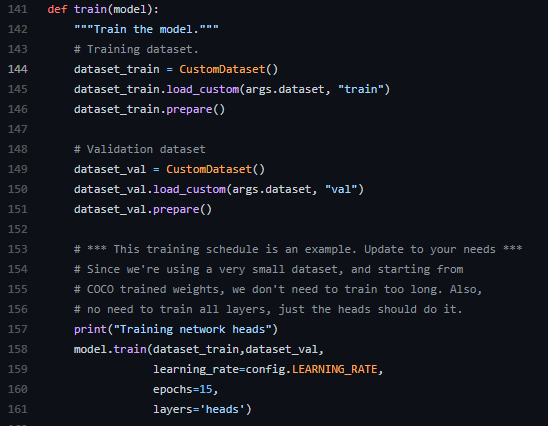 141 def train(model):
142     """Train the model."""
143     # Training dataset.
144     dataset_train = CustomDataset()
145     dataset_train.load_custom(args.dataset, "train")
146     dataset_train.prepare()
147
148     # Validation dataset
149     dataset_val = CustomDataset()
150     dataset_val.load_custom(args.dataset, "val")
151     dataset_val.prepare()
152
153     # *** This training schedule is an example. Update to your needs ***
154     # Since we're using a very small dataset, and starting from
155     # COCO trained weights, we don't need to train too long. Also,
156     # no need to train all layers, just the heads should do it.
157     print("Training network heads")
158     model.train(dataset_train,dataset_val,
159                 learning_rate=config.LEARNING_RATE,
160                 epochs=15,
161                 layers='heads')